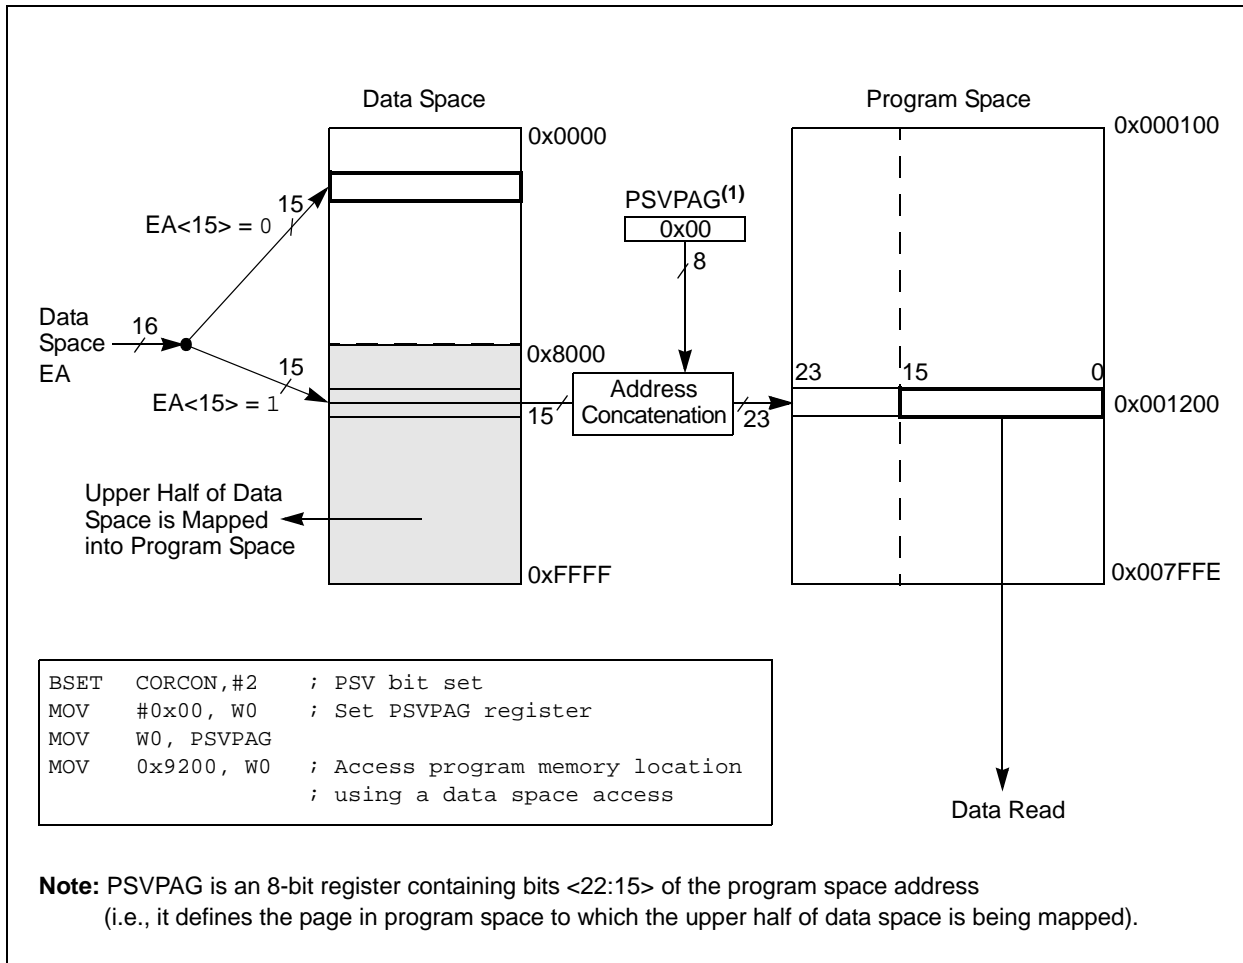 Data Space
Program Space
0x0000
0x000100
PSVPAG(1)
0x00
8
15
EA<15> = 0
Data
Space
EA
16
0x8000
15
EA<15> = 1
15
Address
Concatenation
23
23
15
0
0x001200
Upper Half of Data
Space is Mapped
into Program Space
0xFFFF
0x007FFE
BSET CORCON,#2 ; PSV bit set
MOV #0x00, W0 ; Set PSVPAG register
MOV W0, PSVPAG
MOV 0x9200, W0 ; Access program memory location
; using a data space access
Data Read
Note: PSVPAG is an 8-bit register containing bits <22:15> of the program space address
(i.e., it defines the page in program space to which the upper half of data space is being mapped).